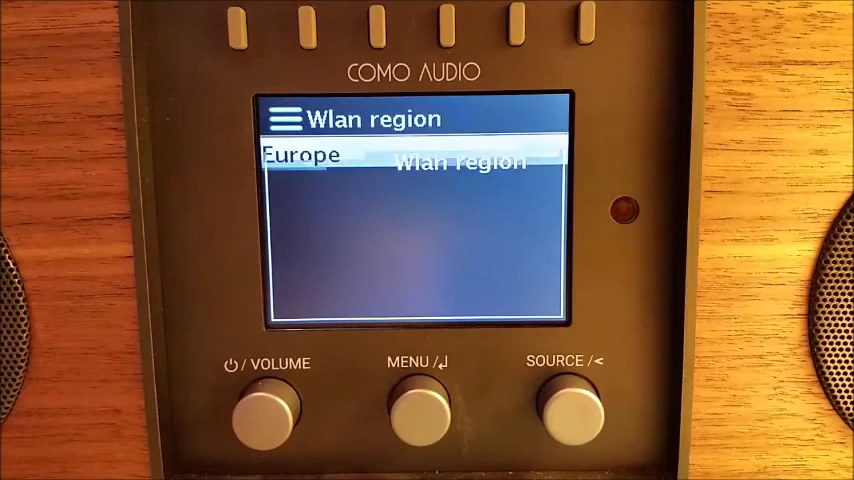 COMO AUDIO
Wlan region
Europe
Wlan region
⏻/ VOLUME
MENU /↲
SOURCE /<